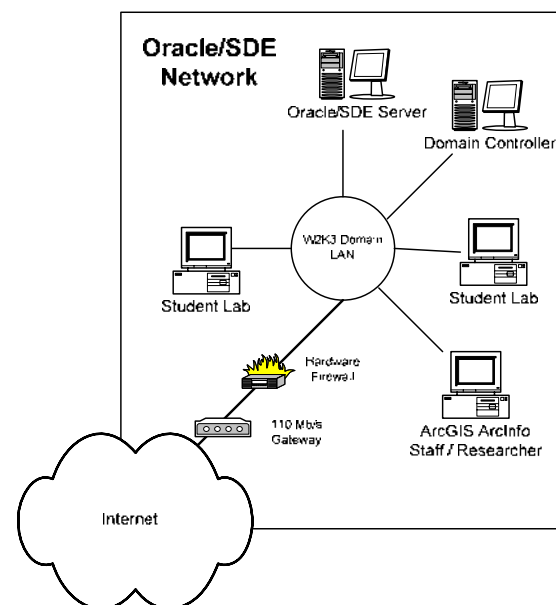 Oracle/SDE
Network
Oracle/SDE Server
Domain Controller
W2K3 Domain
LAN
Student Lab
Student Lab
Hardware
Firewall
110 Mb/s
Gateway
ArcGIS ArcInfo
Staff / Researcher
Internet